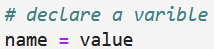 # declare a varible
name = value